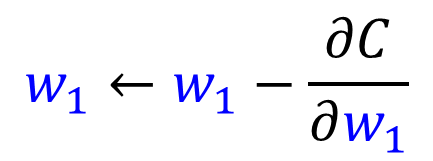 w₁ ← w₁ − ∂C/∂w₁